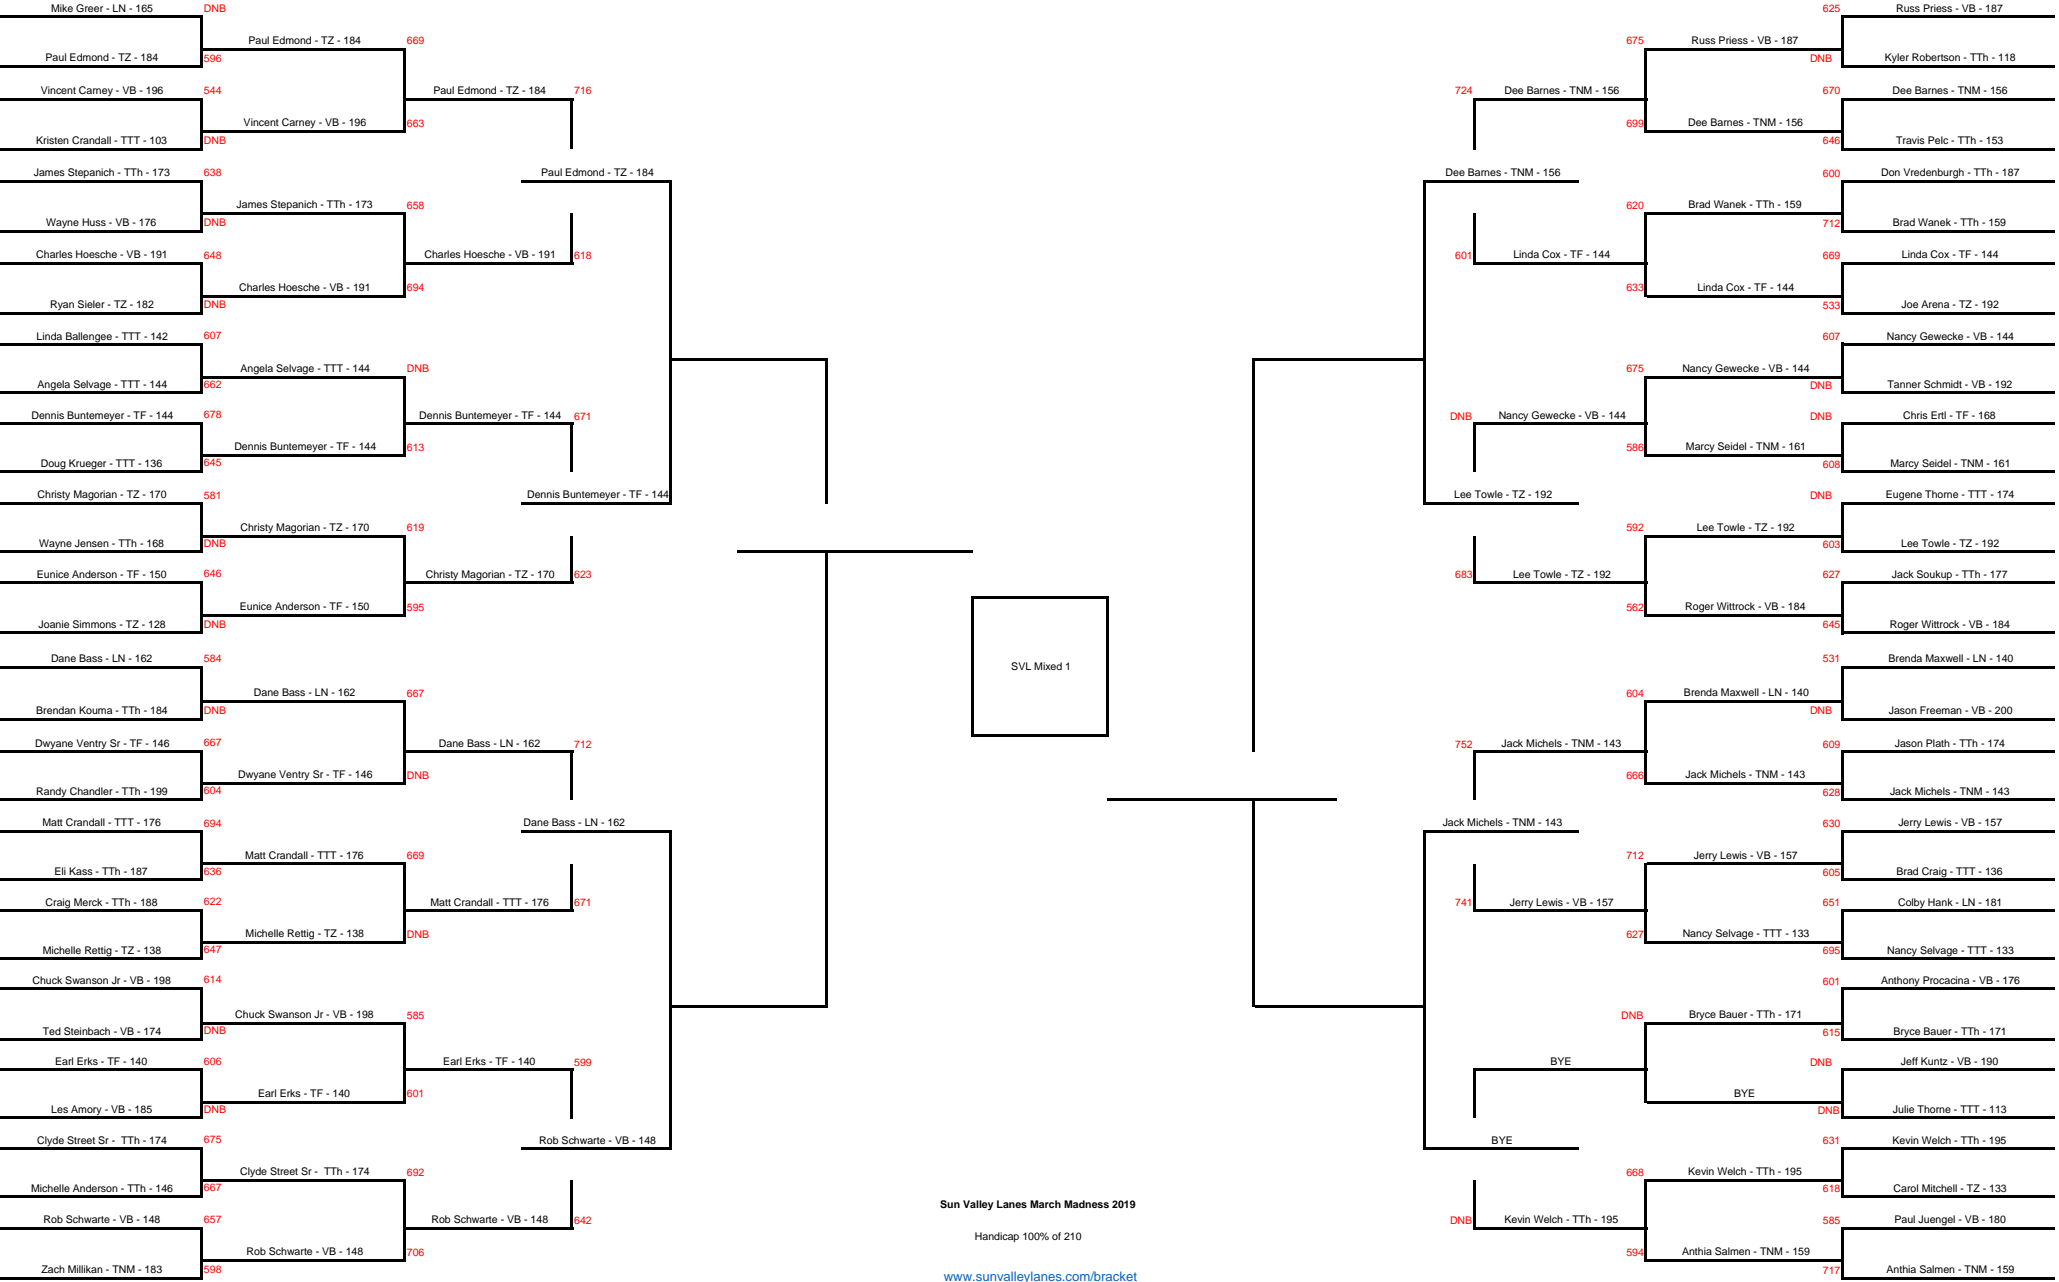 Mike Greer - LN - 165
DNB
Paul Edmond - TZ - 184
596
Vincent Carney - VB - 196
544
Kristen Crandall - TTT - 103
DNB
James Stepanich - TTh - 173
638
Wayne Huss - VB - 176
DNB
Charles Hoesche - VB - 191
648
Ryan Sieler - TZ - 182
DNB
Linda Ballengee - TTT - 142
607
Angela Selvage - TTT - 144
662
Dennis Buntemeyer - TF - 144
678
Doug Krueger - TTT - 136
645
Christy Magorian - TZ - 170
581
Wayne Jensen - TTh - 168
DNB
Eunice Anderson - TF - 150
646
Joanie Simmons - TZ - 128
DNB
Dane Bass - LN - 162
584
Brendan Kouma - TTh - 184
DNB
Dwyane Ventry Sr - TF - 146
667
Randy Chandler - TTh - 199
604
Matt Crandall - TTT - 176
694
Eli Kass - TTh - 187
636
Craig Merck - TTh - 188
622
Michelle Rettig - TZ - 138
647
Chuck Swanson Jr - VB - 198
614
Ted Steinbach - VB - 174
DNB
Earl Erks - TF - 140
606
Les Amory - VB - 185
DNB
Clyde Street Sr - TTh - 174
675
Michelle Anderson - TTh - 146
667
Rob Schwarte - VB - 148
657
Zach Millikan - TNM - 183
598
Paul Edmond - TZ - 184
669
Vincent Carney - VB - 196
663
James Stepanich - TTh - 173
658
Charles Hoesche - VB - 191
694
Angela Selvage - TTT - 144
DNB
Dennis Buntemeyer - TF - 144
613
Christy Magorian - TZ - 170
619
Eunice Anderson - TF - 150
595
Dane Bass - LN - 162
667
Dwyane Ventry Sr - TF - 146
DNB
Matt Crandall - TTT - 176
669
Michelle Rettig - TZ - 138
DNB
Chuck Swanson Jr - VB - 198
585
Earl Erks - TF - 140
601
Clyde Street Sr - TTh - 174
692
Rob Schwarte - VB - 148
706
Paul Edmond - TZ - 184
716
Charles Hoesche - VB - 191
618
Dennis Buntemeyer - TF - 144
671
Christy Magorian - TZ - 170
623
Dane Bass - LN - 162
712
Matt Crandall - TTT - 176
671
Earl Erks - TF - 140
599
Rob Schwarte - VB - 148
642
Paul Edmond - TZ - 184
Dennis Buntemeyer - TF - 144
Dane Bass - LN - 162
Rob Schwarte - VB - 148
SVL Mixed 1
Sun Valley Lanes March Madness 2019
Handicap 100% of 210
www.sunvalleylanes.com/bracket
Dee Barnes - TNM - 156
Lee Towle - TZ - 192
Jack Michels - TNM - 143
BYE
724
Dee Barnes - TNM - 156
601
Linda Cox - TF - 144
DNB
Nancy Gewecke - VB - 144
683
Lee Towle - TZ - 192
752
Jack Michels - TNM - 143
741
Jerry Lewis - VB - 157
BYE
DNB
Kevin Welch - TTh - 195
675
Russ Priess - VB - 187
699
Dee Barnes - TNM - 156
620
Brad Wanek - TTh - 159
633
Linda Cox - TF - 144
675
Nancy Gewecke - VB - 144
586
Marcy Seidel - TNM - 161
592
Lee Towle - TZ - 192
562
Roger Wittrock - VB - 184
604
Brenda Maxwell - LN - 140
666
Jack Michels - TNM - 143
712
Jerry Lewis - VB - 157
627
Nancy Selvage - TTT - 133
DNB
Bryce Bauer - TTh - 171
BYE
668
Kevin Welch - TTh - 195
594
Anthia Salmen - TNM - 159
625
Russ Priess - VB - 187
DNB
Kyler Robertson - TTh - 118
670
Dee Barnes - TNM - 156
646
Travis Pelc - TTh - 153
600
Don Vredenburgh - TTh - 187
712
Brad Wanek - TTh - 159
669
Linda Cox - TF - 144
533
Joe Arena - TZ - 192
607
Nancy Gewecke - VB - 144
DNB
Tanner Schmidt - VB - 192
DNB
Chris Ertl - TF - 168
608
Marcy Seidel - TNM - 161
DNB
Eugene Thorne - TTT - 174
603
Lee Towle - TZ - 192
627
Jack Soukup - TTh - 177
645
Roger Wittrock - VB - 184
531
Brenda Maxwell - LN - 140
DNB
Jason Freeman - VB - 200
609
Jason Plath - TTh - 174
628
Jack Michels - TNM - 143
630
Jerry Lewis - VB - 157
605
Brad Craig - TTT - 136
651
Colby Hank - LN - 181
695
Nancy Selvage - TTT - 133
601
Anthony Procacina - VB - 176
615
Bryce Bauer - TTh - 171
DNB
Jeff Kuntz - VB - 190
DNB
Julie Thorne - TTT - 113
631
Kevin Welch - TTh - 195
618
Carol Mitchell - TZ - 133
585
Paul Juengel - VB - 180
717
Anthia Salmen - TNM - 159